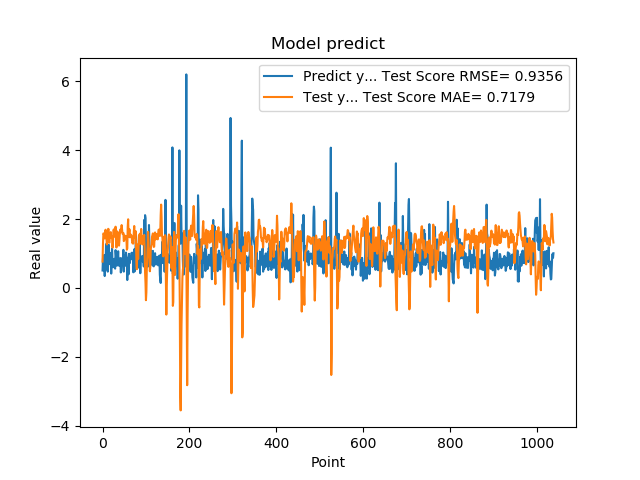 Model predict
Predict y... Test Score RMSE= 0.9356
Test y... Test Score MAE= 0.7179
Real value
6
4
2
0
−2
−4
0 200 400 600 800 1000
Point